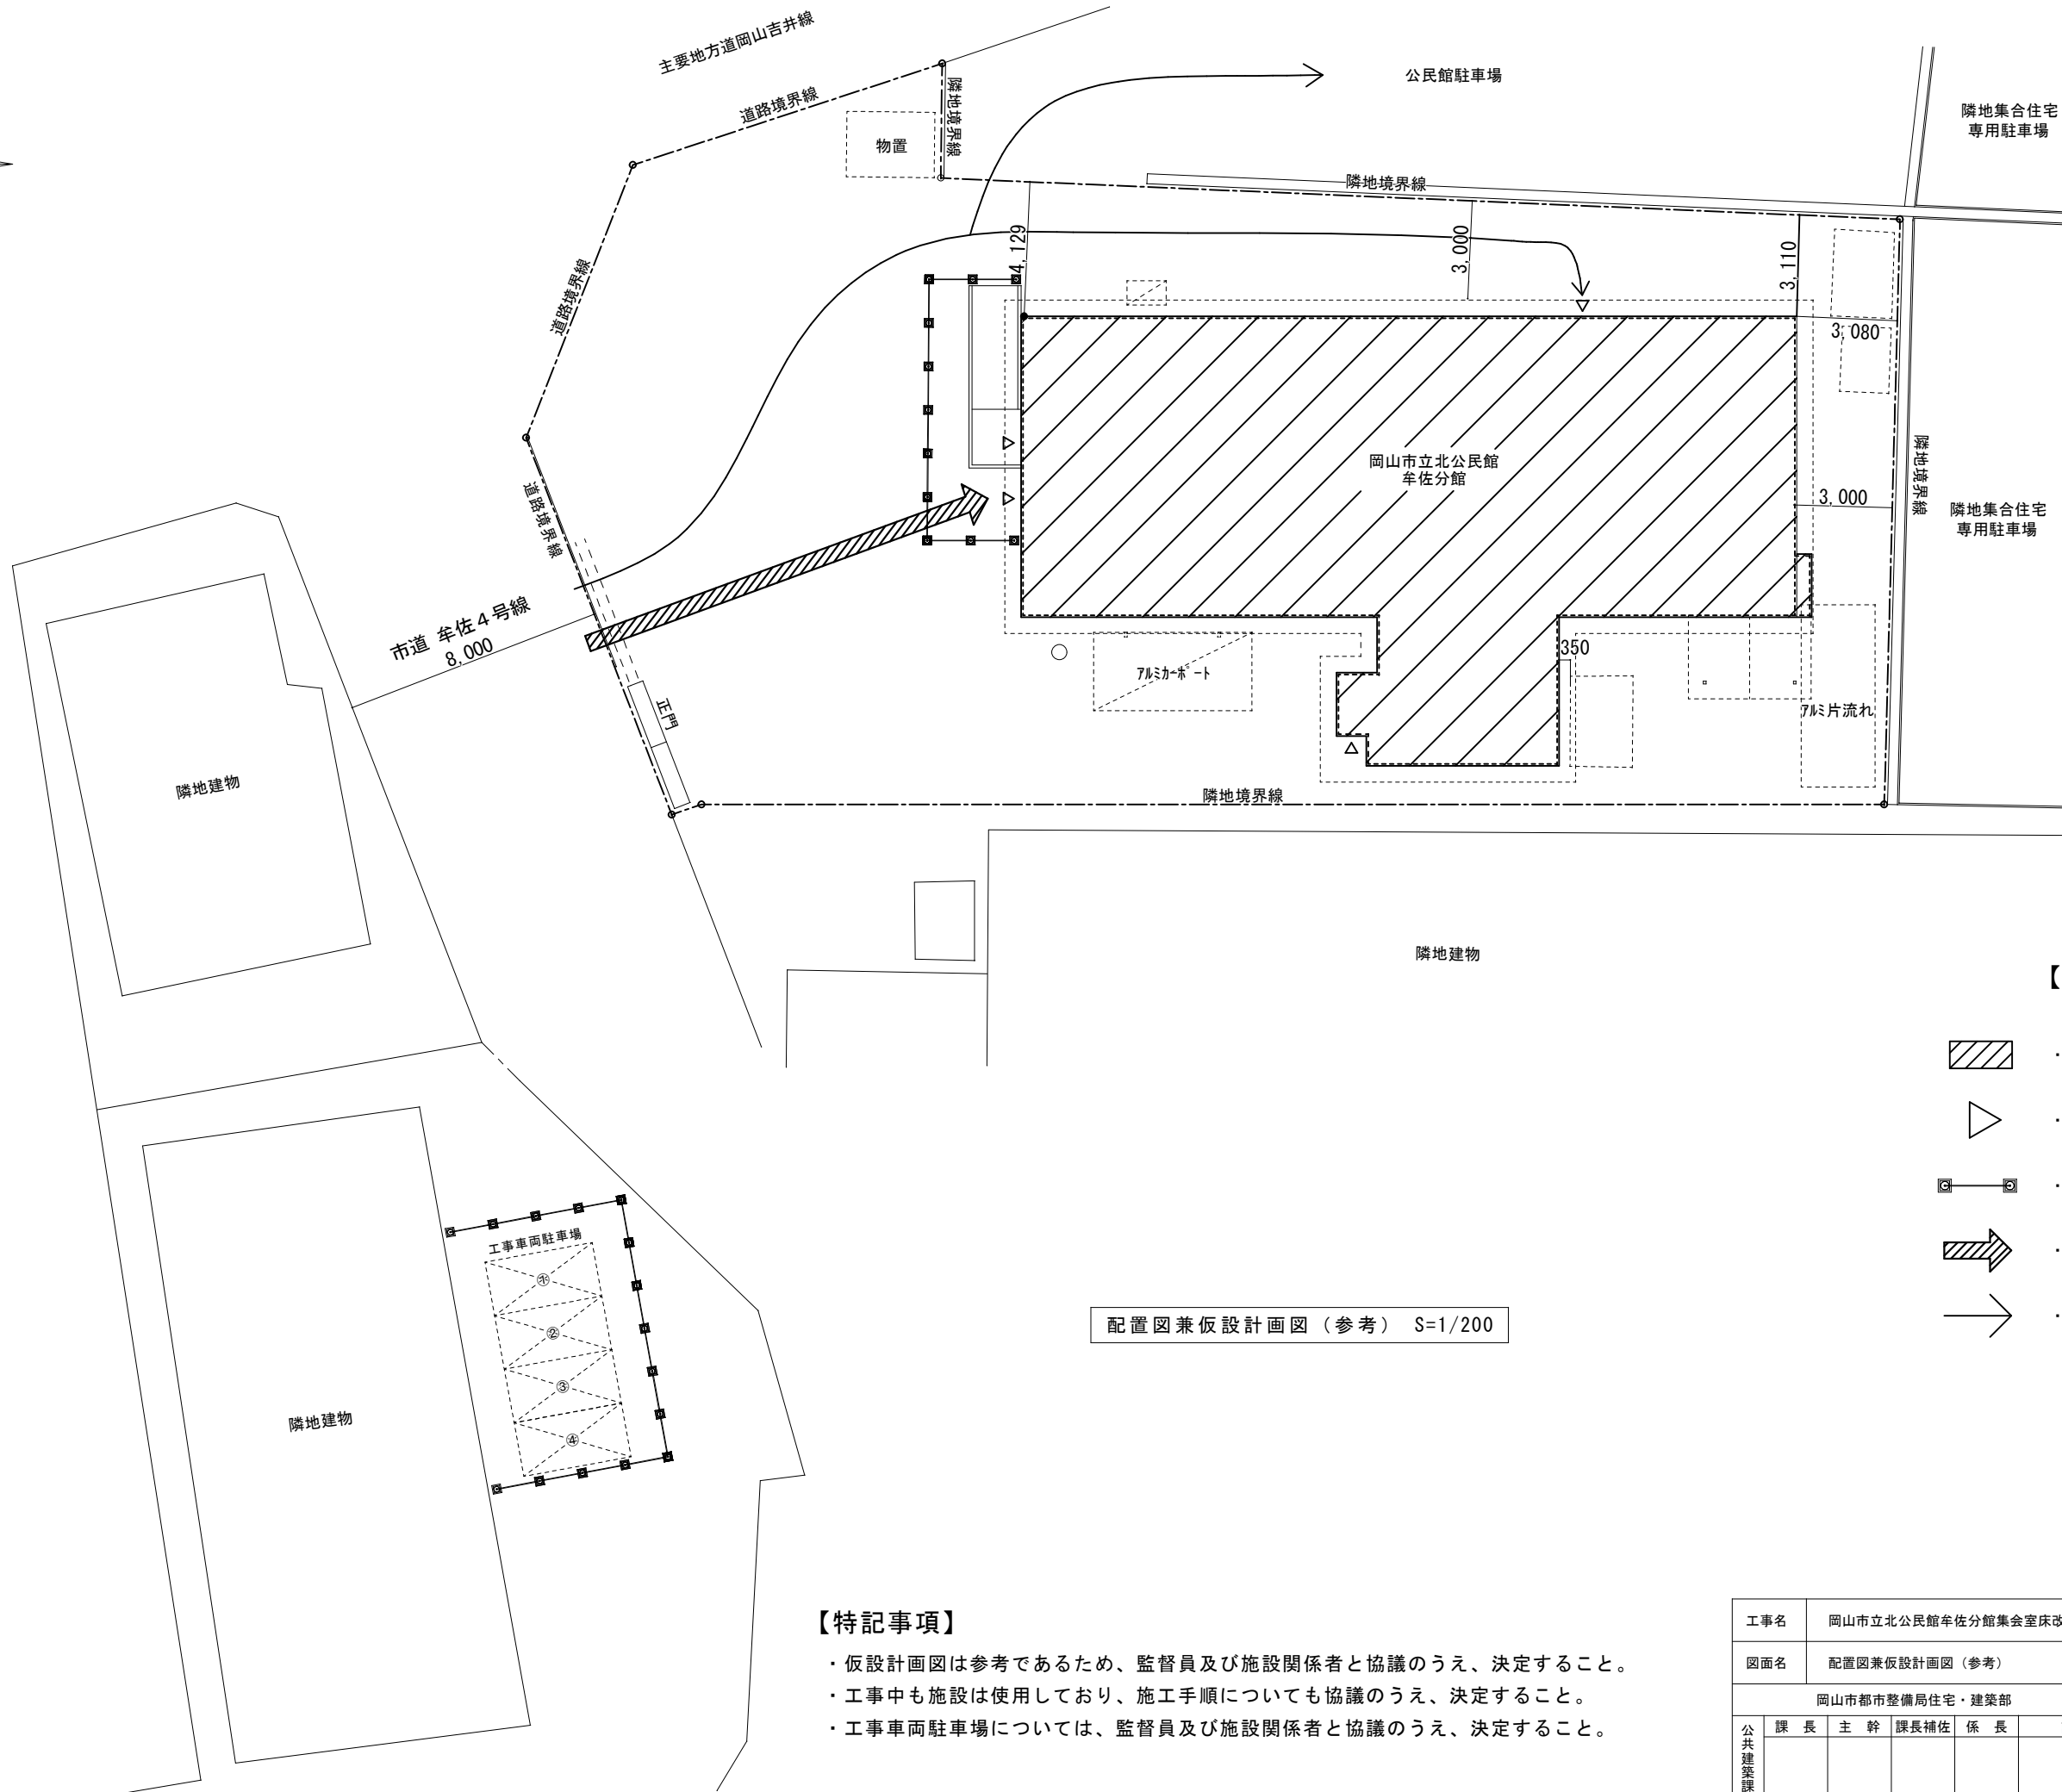 主要地方道岡山吉井線
道路境界線
隣地境界線
公民館駐車場
隣地集合住宅
専用駐車場
物置
隣地境界線
道路境界線
4,129
3,000
3,110
3,080
岡山市立北公民館
牟佐分館
3,000
隣地境界線
隣地集合住宅
専用駐車場
道路境界線
市道 牟佐4号線
8,000
正門
アルミカーポート
350
アルミ片流れ
隣地境界線
隣地建物
隣地建物
【
・
・
・
・
・
工事車両駐車場
①
②
③
④
隣地建物
配置図兼仮設計画図(参考) S=1/200
【特記事項】
・仮設計画図は参考であるため、監督員及び施設関係者と協議のうえ、決定すること。
・工事中も施設は使用しており、施工手順についても協議のうえ、決定すること。
・工事車両駐車場については、監督員及び施設関係者と協議のうえ、決定すること。
工事名 岡山市立北公民館牟佐分館集会室床改
図面名 配置図兼仮設計画図(参考)
岡山市都市整備局住宅・建築部
公共建築課 課 長 主 幹 課長補佐 係 長